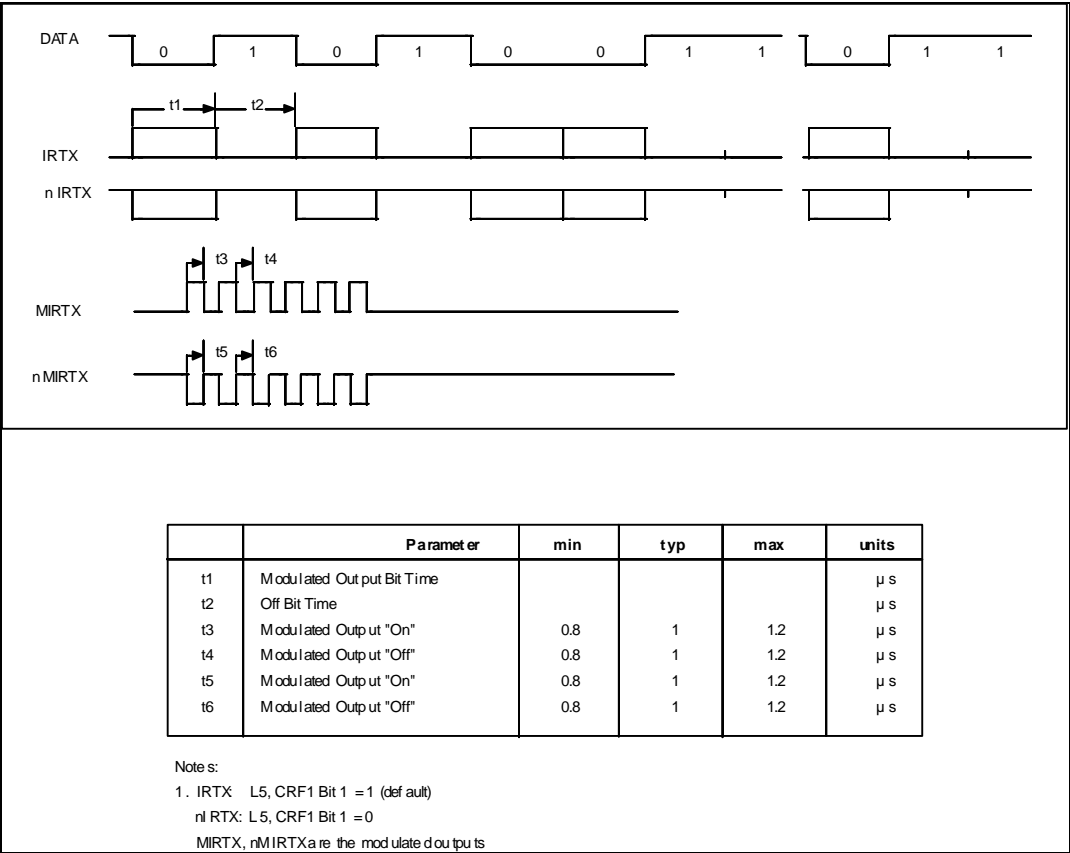 DATA 0 1 0 1 0 0 1 1 0 1 1
t1 t2
IRTX
n IRTX
t3 t4
MIRTX
t5 t6
nMIRTX
Parameter min typ max units
t1 Modulated Output Bit Time µs
t2 Off Bit Time µs
t3 Modulated Output "On" 0.8 1 1.2 µs
t4 Modulated Output "Off" 0.8 1 1.2 µs
t5 Modulated Output "On" 0.8 1 1.2 µs
t6 Modulated Output "Off" 0.8 1 1.2 µs
Notes:
1. IRTX: L5, CRF1 Bit 1 = 1 (default)
nIRTX: L5, CRF1 Bit 1 = 0
MIRTX, nMIRTX are the modulated outputs